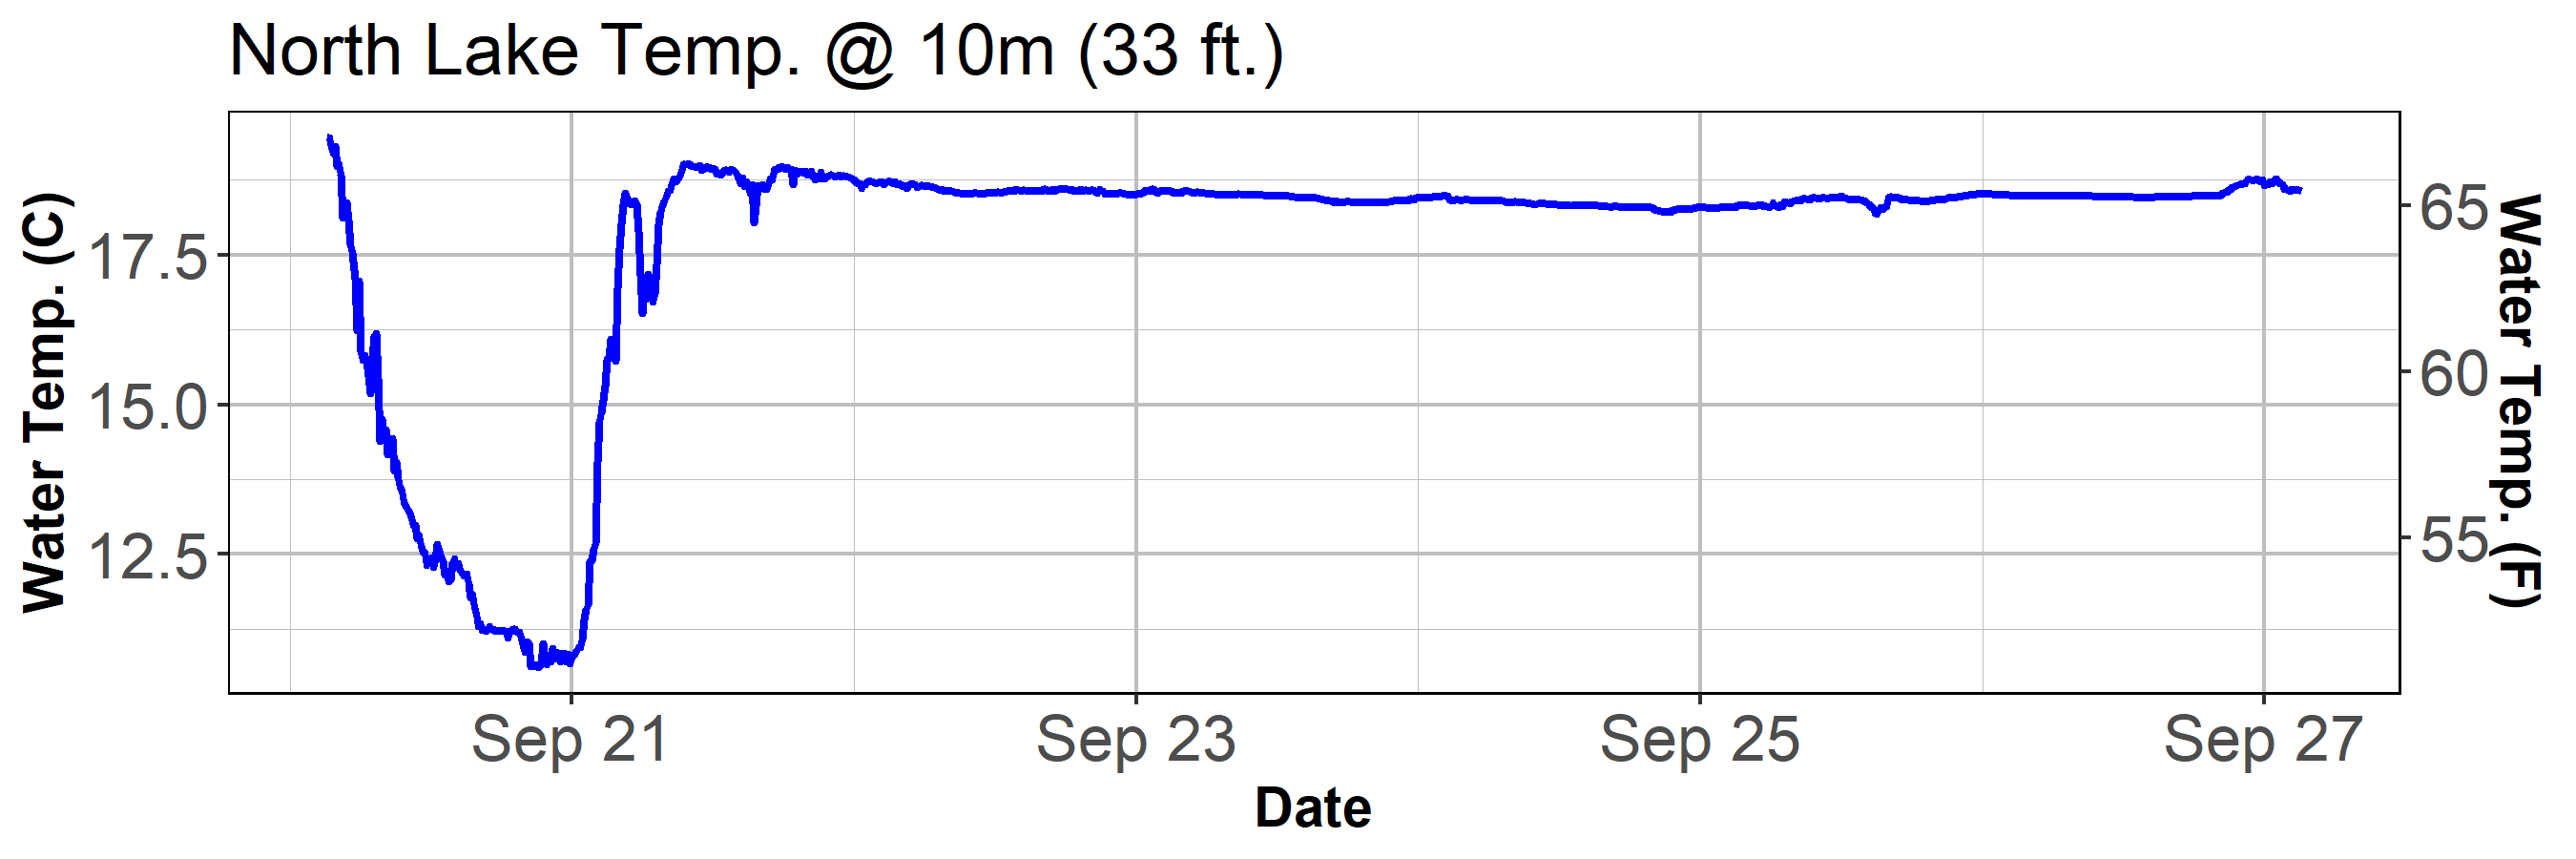 North Lake Temp. @ 10m (33 ft.)
Water Temp. (C)
17.5
15.0
12.5
65
60
55
Water Temp. (F)
Sep 21
Sep 23
Sep 25
Sep 27
Date